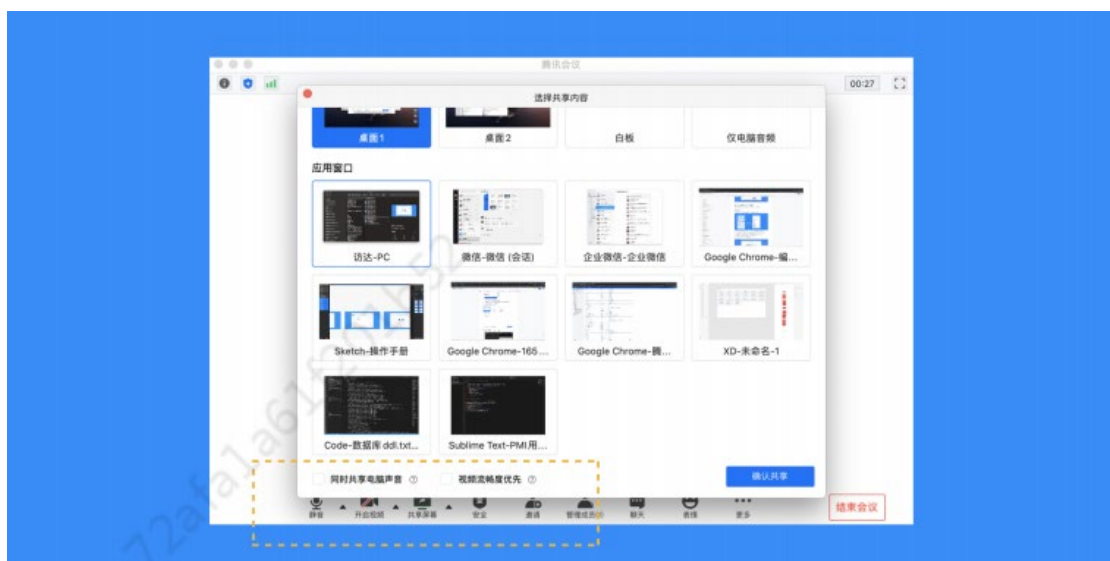 腾讯会议
00:27
选择共享内容
桌面1
桌面2
白板
仅电脑音频
应用窗口
访达-PC
微信-微信 (会话)
企业微信-企业微信
Google Chrome-编...
Sketch-操作手册
Google Chrome-165...
Google Chrome-腾...
XD-未命名-1
Code-数据库 ddl.txt...
Sublime Text-PMI用...
同时共享电脑声音
视频流畅度优先
确认共享
静音
开启视频
共享屏幕
安全
邀请
管理成员
聊天
表情
更多
结束会议
72afa1a61f201b52